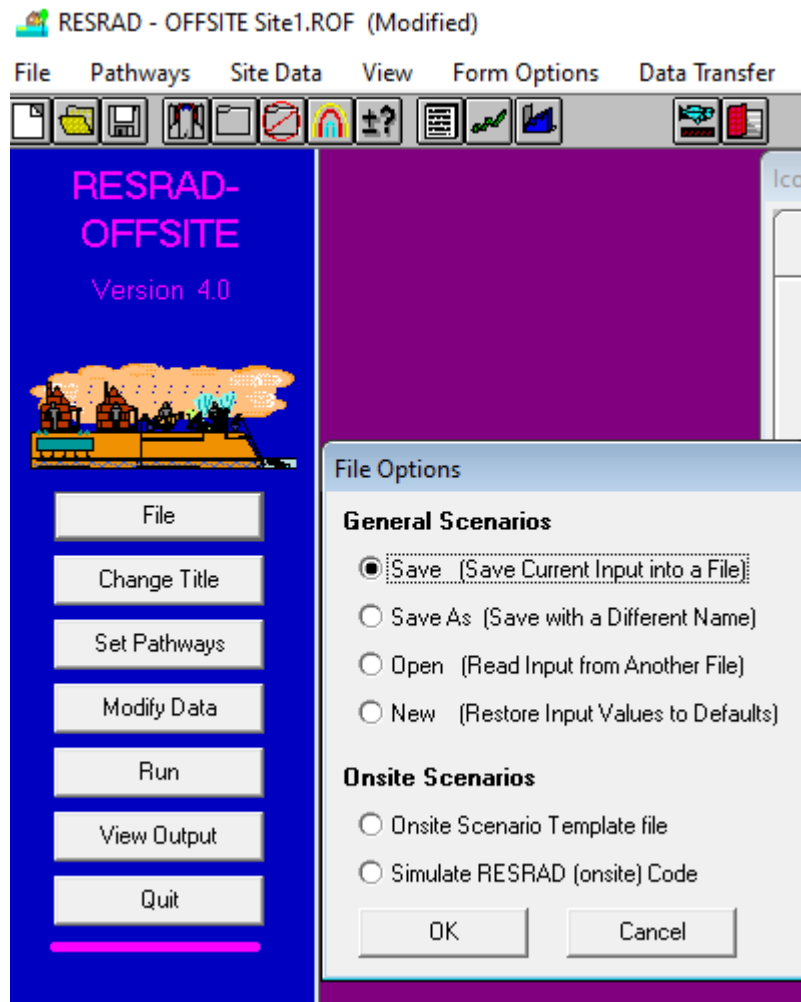 RESRAD - OFFSITE Site1.ROF (Modified)
File Pathways Site Data View Form Options Data Transfer
±?
RESRAD-
OFFSITE
Version 4.0
File
Change Title
Set Pathways
Modify Data
Run
View Output
Quit
File Options
General Scenarios
Save (Save Current Input into a File)
Save As (Save with a Different Name)
Open (Read Input from Another File)
New (Restore Input Values to Defaults)
Onsite Scenarios
Onsite Scenario Template file
Simulate RESRAD (onsite) Code
OK Cancel